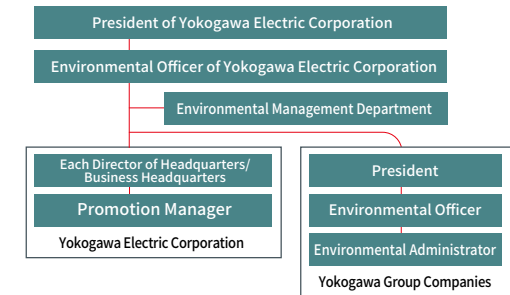 President of Yokogawa Electric Corporation
Environmental Officer of Yokogawa Electric Corporation
Environmental Management Department
Each Director of Headquarters/
Business Headquarters
Promotion Manager
Yokogawa Electric Corporation
President
Environmental Officer
Environmental Administrator
Yokogawa Group Companies